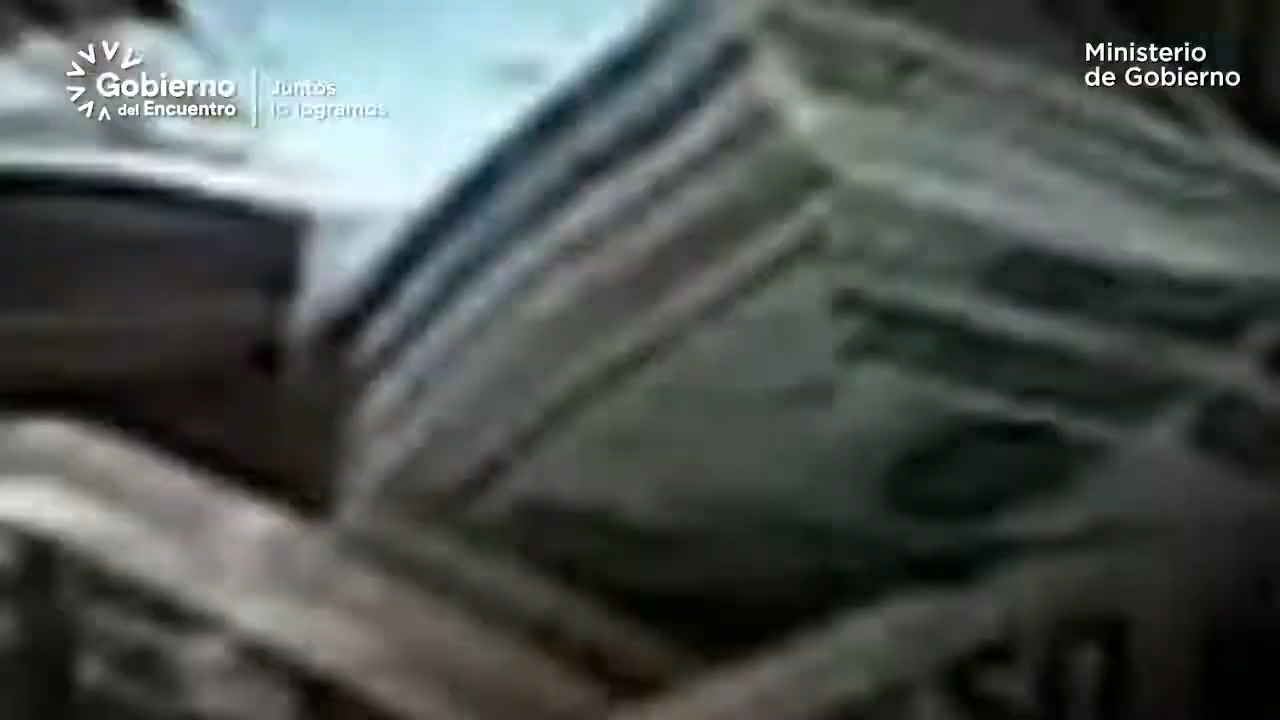 Gobierno
del Encuentro
Juntos
lo logramos
Ministerio
de Gobierno